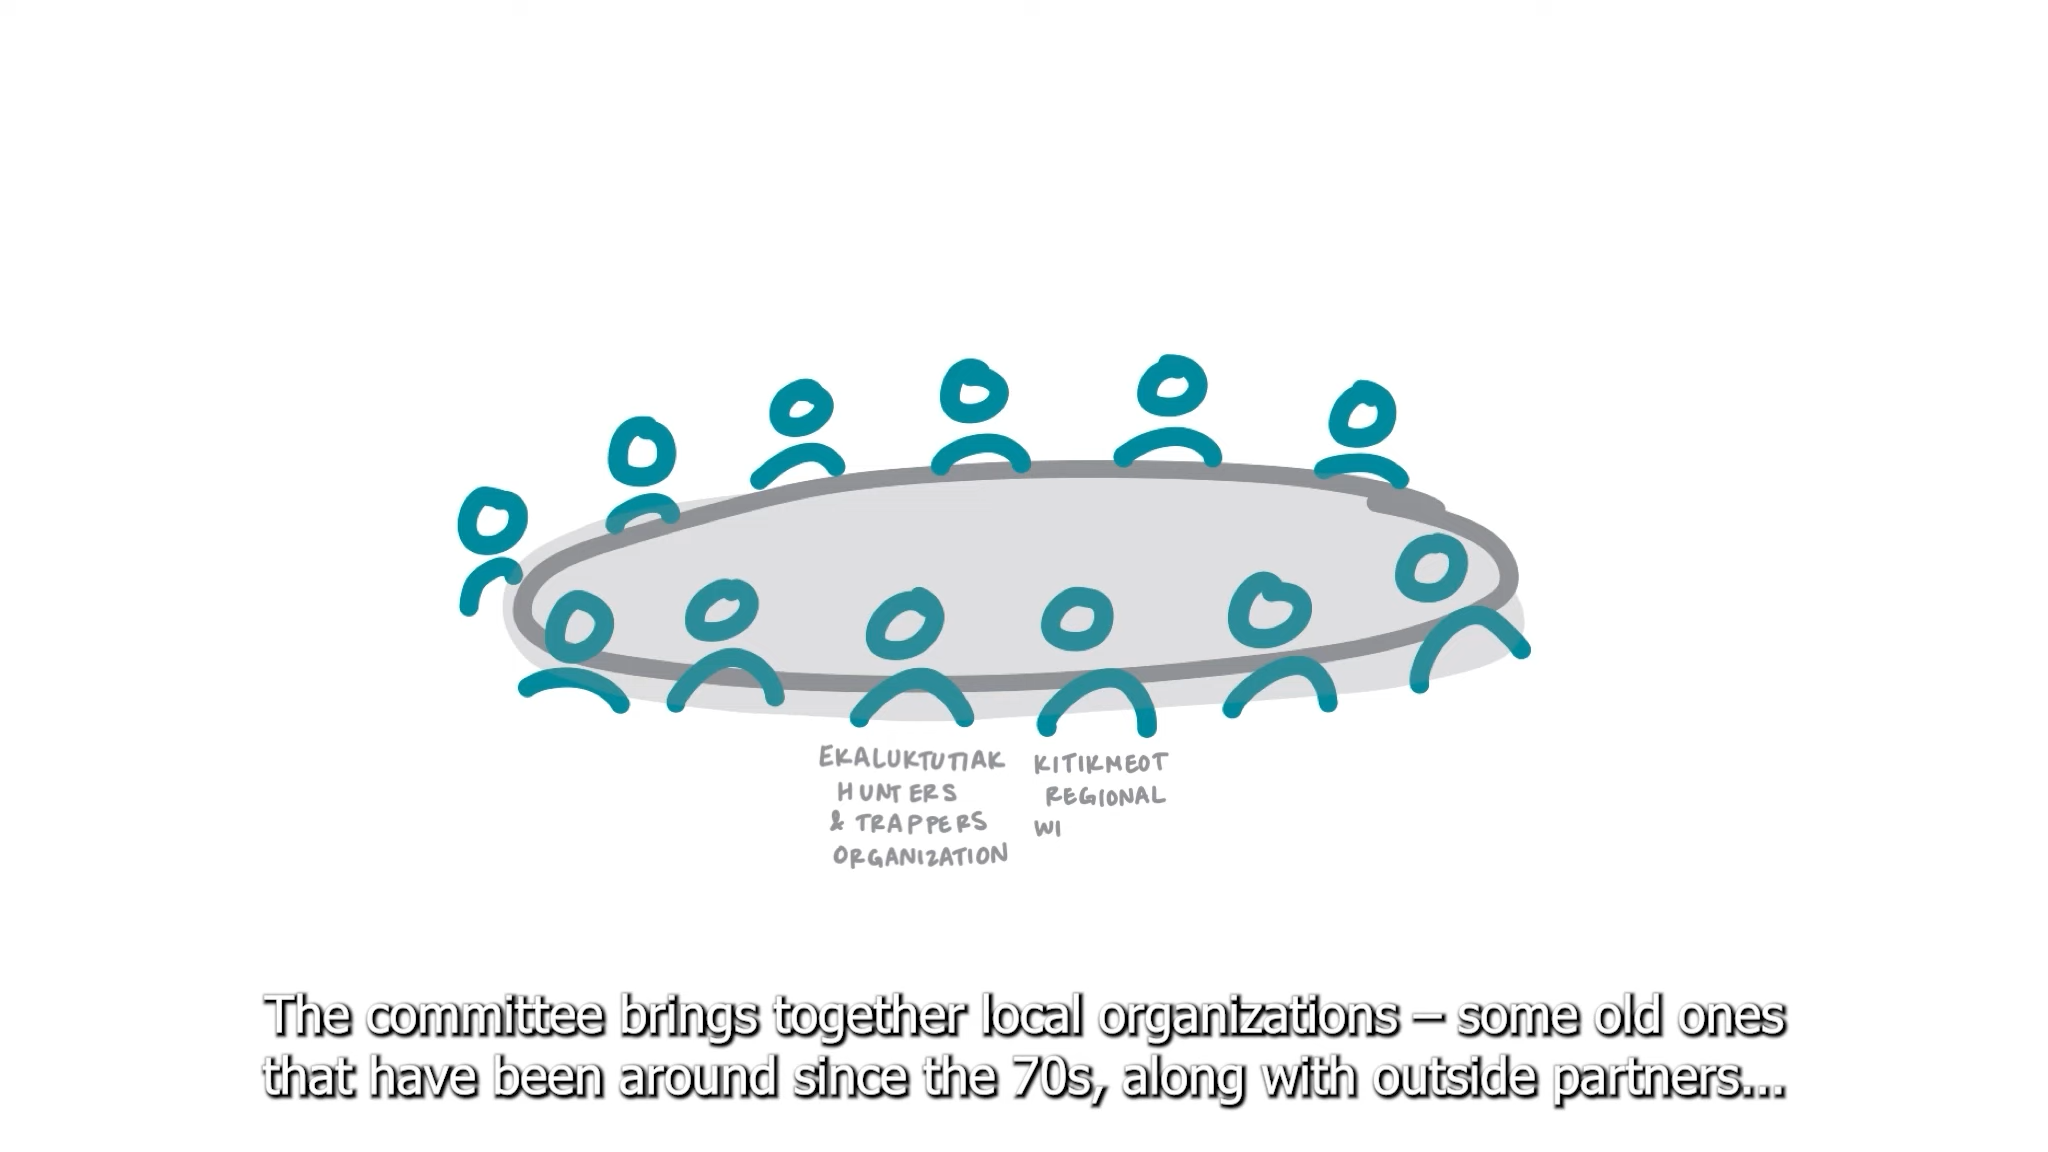 EKALUKTUTIAK
HUNTERS
& TRAPPERS
ORGANIZATION
KITIKMEOT
REGIONAL
WI
The committee brings together local organizations – some old ones
that have been around since the 70s, along with outside partners...